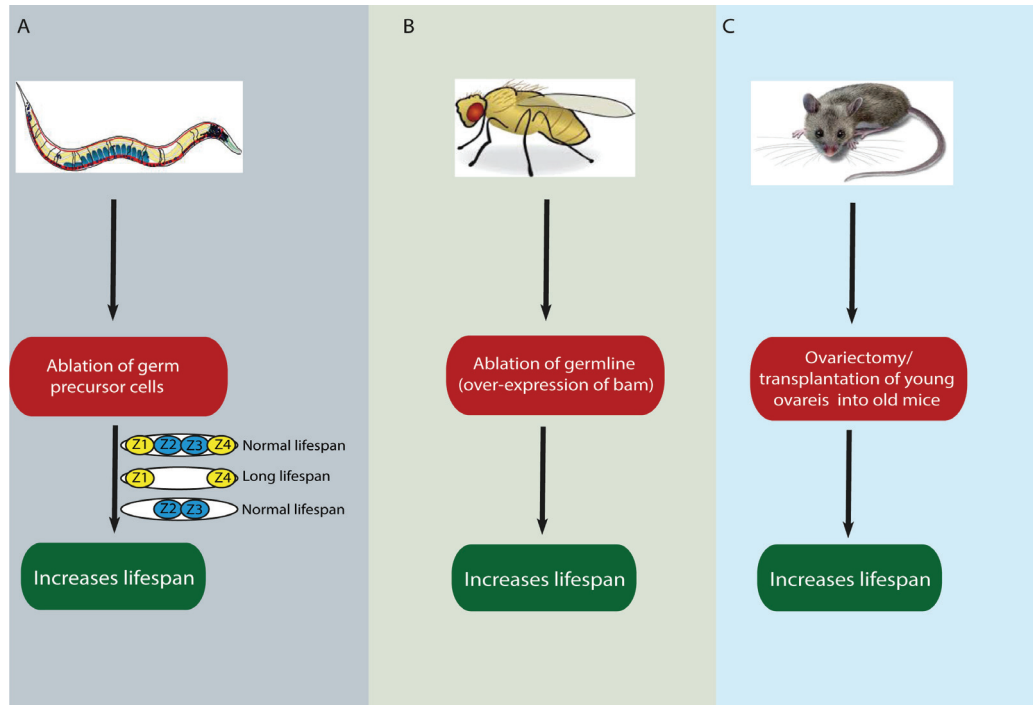 A
Ablation of germ
precursor cells
Z1 Z2 Z3 Z4 Normal lifespan
Z1 Z4 Long lifespan
Z2 Z3 Normal lifespan
Increases lifespan
B
Ablation of germline
(over-expression of bam)
Increases lifespan
C
Ovariectomy/
transplantation of young
ovareis into old mice
Increases lifespan